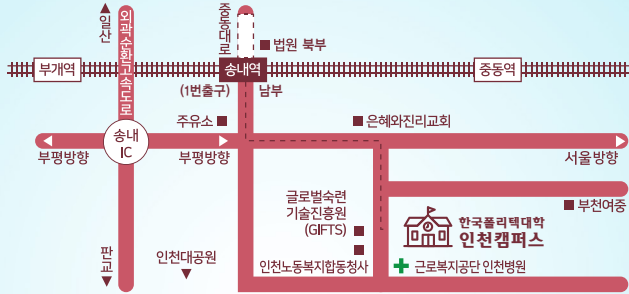 일산
외곽순환고속도로
중동대로
법원 북부
부개역
송내역
중동역
(1번출구) 남부
주유소
은혜와진리교회
송내
IC
부평방향
부평방향
서울방향
글로벌숙련
기술진흥원
(GIFTS)
한국폴리텍대학
인천캠퍼스
부천여중
판교
인천대공원
인천노동복지합동청사
근로복지공단 인천병원